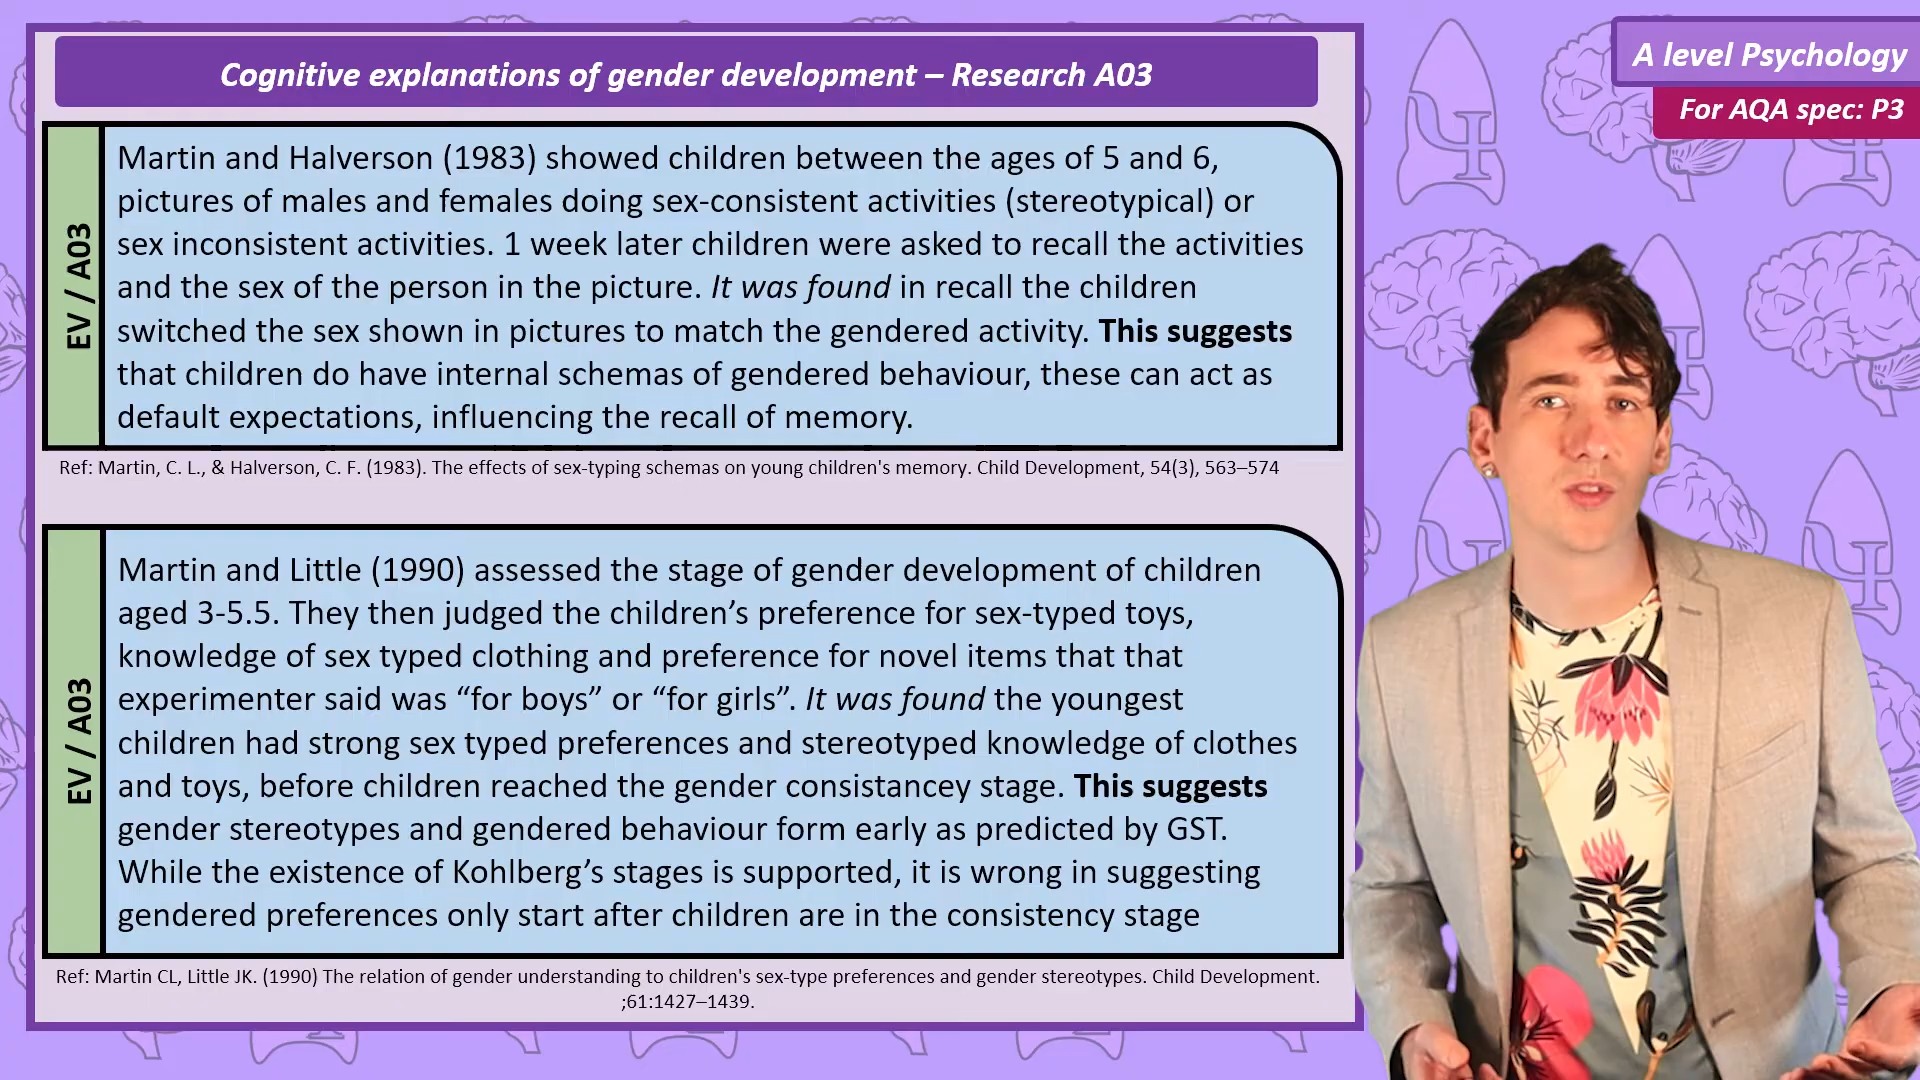 Cognitive explanations of gender development – Research A03
A level Psychology
For AQA spec: P3
EV / A03
Martin and Halverson (1983) showed children between the ages of 5 and 6,
pictures of males and females doing sex-consistent activities (stereotypical) or
sex inconsistent activities. 1 week later children were asked to recall the activities
and the sex of the person in the picture. It was found in recall the children
switched the sex shown in pictures to match the gendered activity. This suggests
that children do have internal schemas of gendered behaviour, these can act as
default expectations, influencing the recall of memory.
Ref: Martin, C. L., & Halverson, C. F. (1983). The effects of sex-typing schemas on young children's memory. Child Development, 54(3), 563–574
EV / A03
Martin and Little (1990) assessed the stage of gender development of children
aged 3-5.5. They then judged the children’s preference for sex-typed toys,
knowledge of sex typed clothing and preference for novel items that that
experimenter said was “for boys” or “for girls”. It was found the youngest
children had strong sex typed preferences and stereotyped knowledge of clothes
and toys, before children reached the gender consistancey stage. This suggests
gender stereotypes and gendered behaviour form early as predicted by GST.
While the existence of Kohlberg’s stages is supported, it is wrong in suggesting
gendered preferences only start after children are in the consistency stage
Ref: Martin CL, Little JK. (1990) The relation of gender understanding to children's sex-type preferences and gender stereotypes. Child Development.
;61:1427–1439.